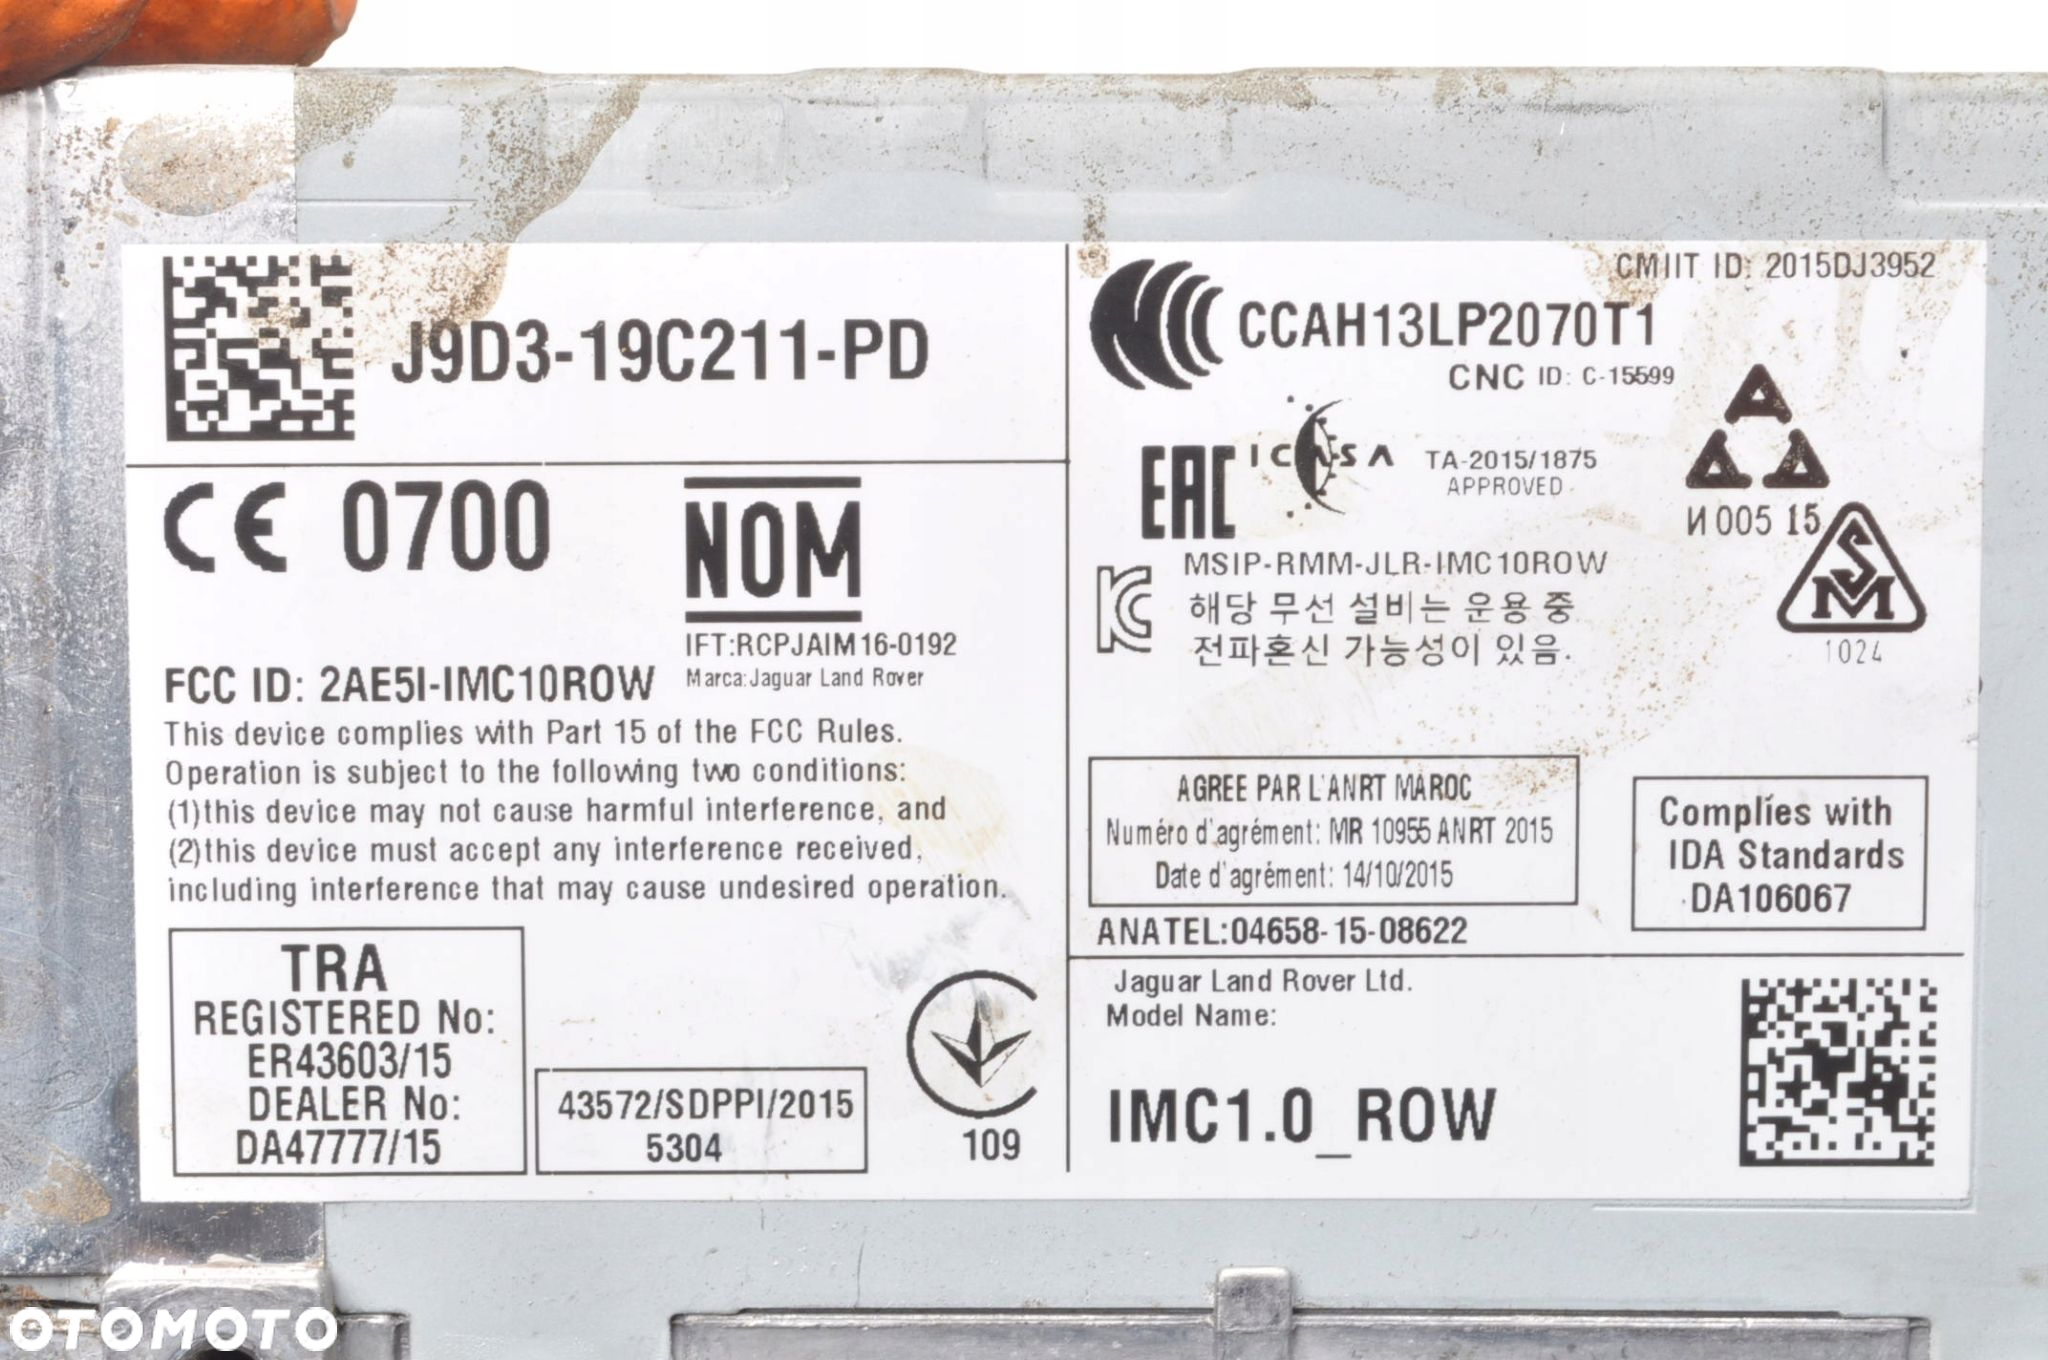 J9D3-19C211-PD
CE 0700
NOM
IFT:RCPJAIM16-0192
Marca:Jaguar Land Rover
FCC ID: 2AE5I-IMC10ROW
This device complies with Part 15 of the FCC Rules.
Operation is subject to the following two conditions:
(1)this device may not cause harmful interference, and
(2)this device must accept any interference received,
including interference that may cause undesired operation.
TRA
REGISTERED No:
ER43603/15
DEALER No:
DA47777/15
43572/SDPPI/2015
5304
109
CMIIT ID: 2015DJ3952
CCAH13LP2070T1
CNC ID: C-15599
EAC
ICASA
TA-2015/1875
APPROVED
И 005 15
SM
1024
KC
MSIP-RMM-JLR-IMC10ROW
해당 무선 설비는 운용 중
전파혼신 가능성이 있음.
AGREE PAR L'ANRT MAROC
Numéro d'agrément: MR 10955 ANRT 2015
Date d'agrément: 14/10/2015
Complies with
IDA Standards
DA106067
ANATEL:04658-15-08622
Jaguar Land Rover Ltd.
Model Name:
IMC1.0_ROW
OTOMOTO